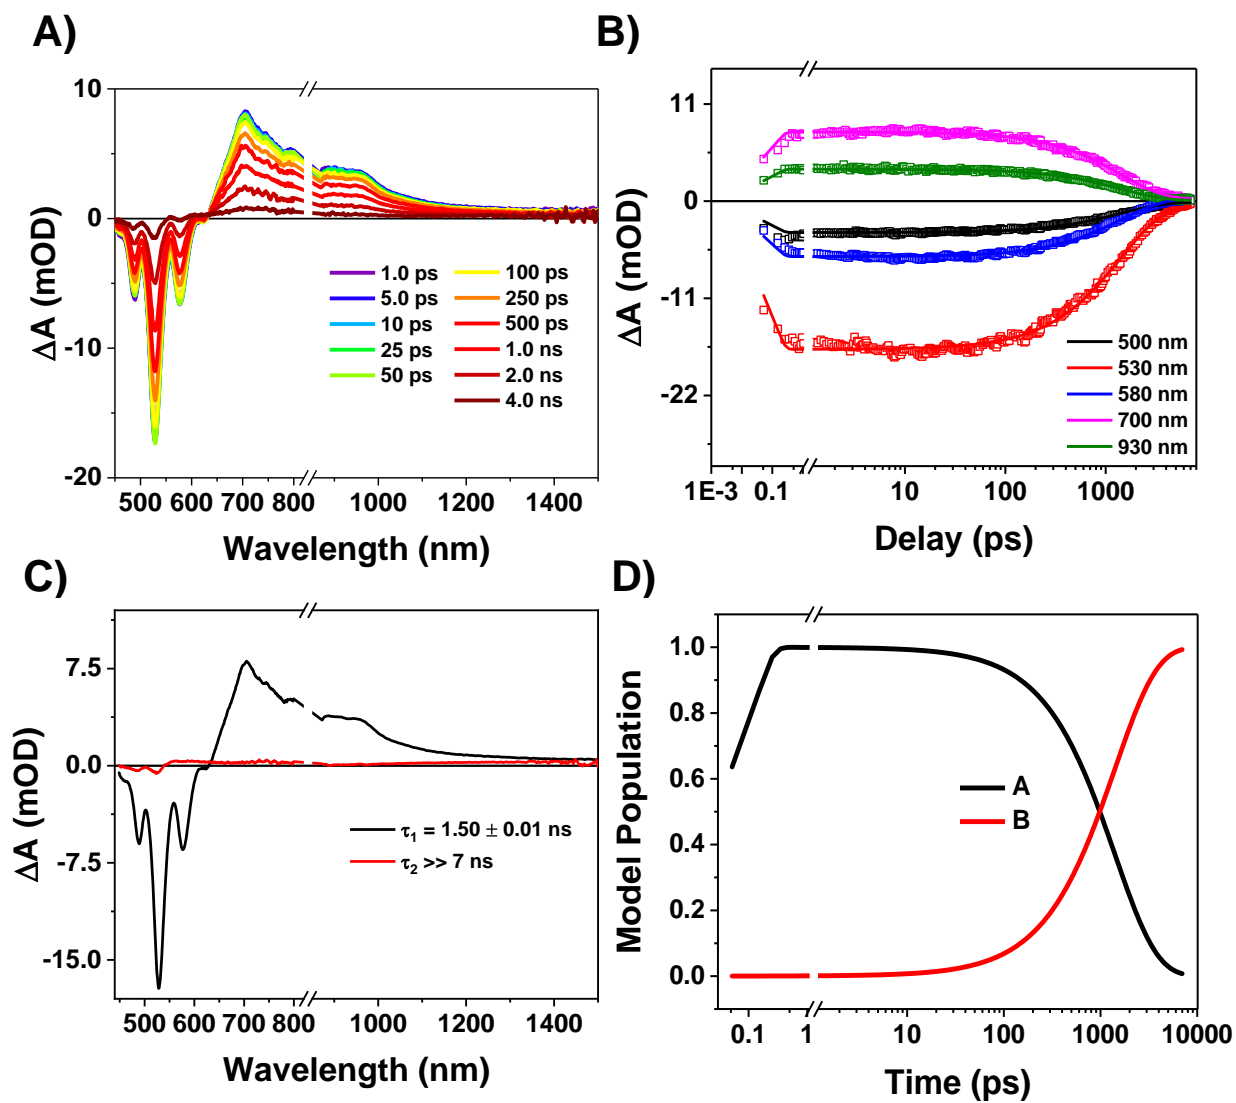 A)
10
0
-10
-20
ΔA (mOD)
500 600 700 800 1000 1200 1400
Wavelength (nm)
1.0 ps
5.0 ps
10 ps
25 ps
50 ps
100 ps
250 ps
500 ps
1.0 ns
2.0 ns
4.0 ns
B)
11
0
-11
-22
ΔA (mOD)
1E-3 0.1 10 100 1000
Delay (ps)
500 nm
530 nm
580 nm
700 nm
930 nm
C)
7.5
0.0
-7.5
-15.0
ΔA (mOD)
500 600 700 800 1000 1200 1400
Wavelength (nm)
τ₁ = 1.50 ± 0.01 ns
τ₂ >> 7 ns
D)
1.0
0.8
0.6
0.4
0.2
0.0
Model Population
0.1 1 10 100 1000 10000
Time (ps)
A
B